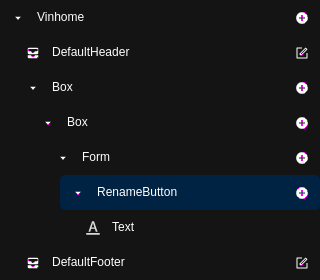 Vinhome
DefaultHeader
Box
Box
Form
RenameButton
Text
DefaultFooter